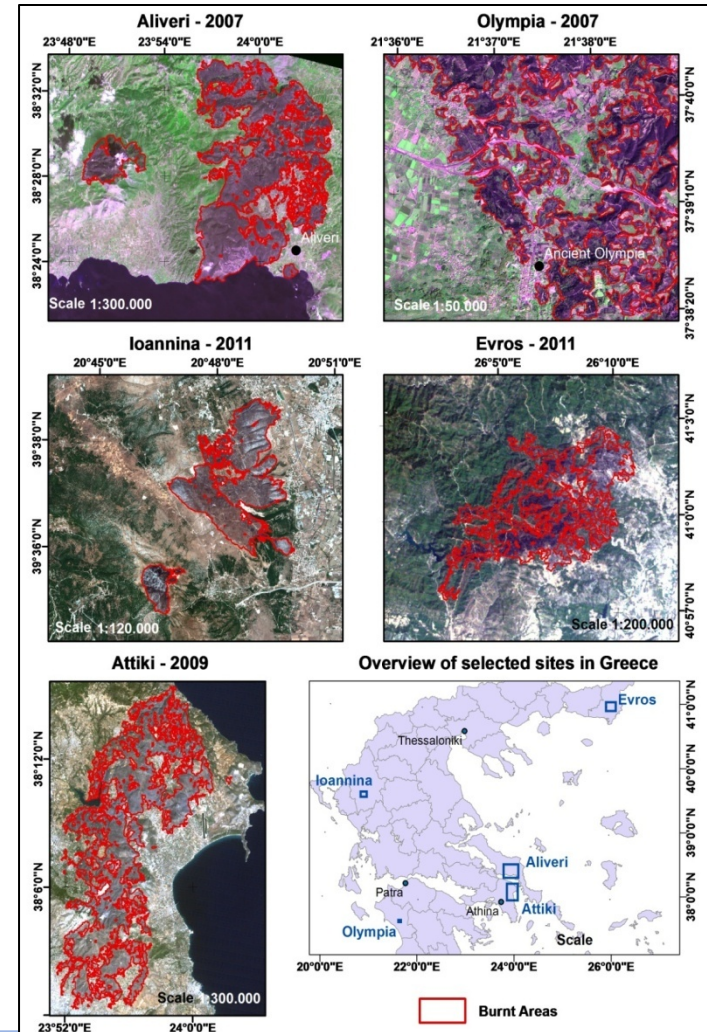 Aliveri - 2007
23°48'0"E 23°54'0"E 24°0'0"E
38°32'0"N
38°28'0"N
38°24'0"N
Aliveri
Scale 1:300.000
Olympia - 2007
21°36'0"E 21°37'0"E 21°38'0"E
37°40'0"N
37°39'10"N
37°38'20"N
Ancient Olympia
Scale 1:50.000
Ioannina - 2011
20°45'0"E 20°48'0"E 20°51'0"E
39°38'0"N
39°36'0"N
Scale 1:120.000
Evros - 2011
26°5'0"E 26°10'0"E
41°3'0"N
41°0'0"N
40°57'0"N
Scale 1:200.000
Attiki - 2009
38°12'0"N
38°6'0"N
Scale 1:300.000
23°52'0"E 24°0'0"E
Overview of selected sites in Greece
Evros
Thessaloniki
Ioannina
Aliveri
Patra
Athina
Attiki
Olympia
Scale
41°0'0"N
40°0'0"N
39°0'0"N
38°0'0"N
20°0'0"E 22°0'0"E 24°0'0"E 26°0'0"E
Burnt Areas